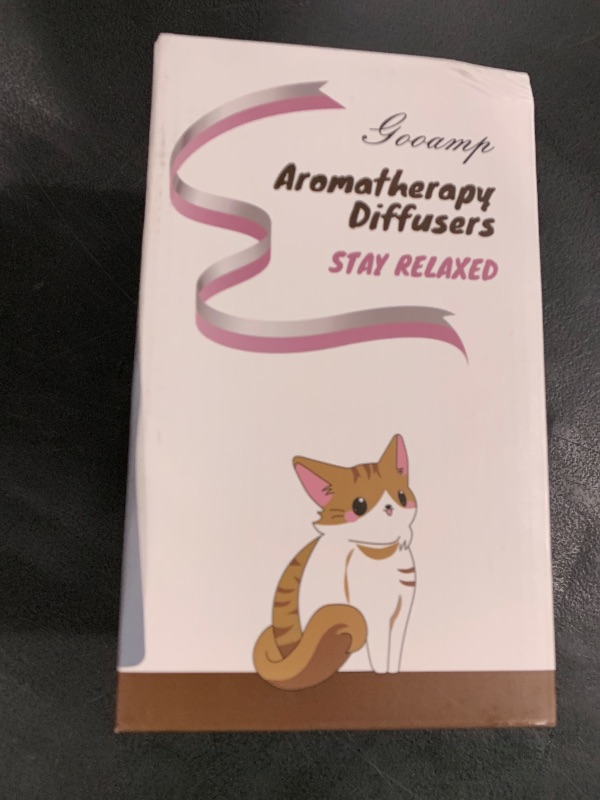 Gooamp
Aromatherapy
Diffusers
STAY RELAXED